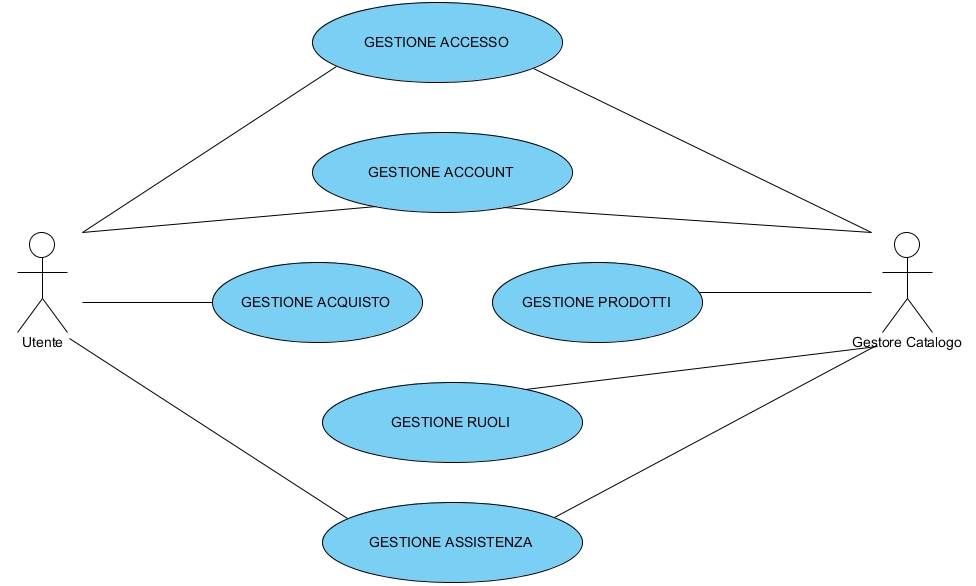 GESTIONE ACCESSO
GESTIONE ACCOUNT
GESTIONE ACQUISTO
GESTIONE PRODOTTI
Utente
Gestore Catalogo
GESTIONE RUOLI
GESTIONE ASSISTENZA